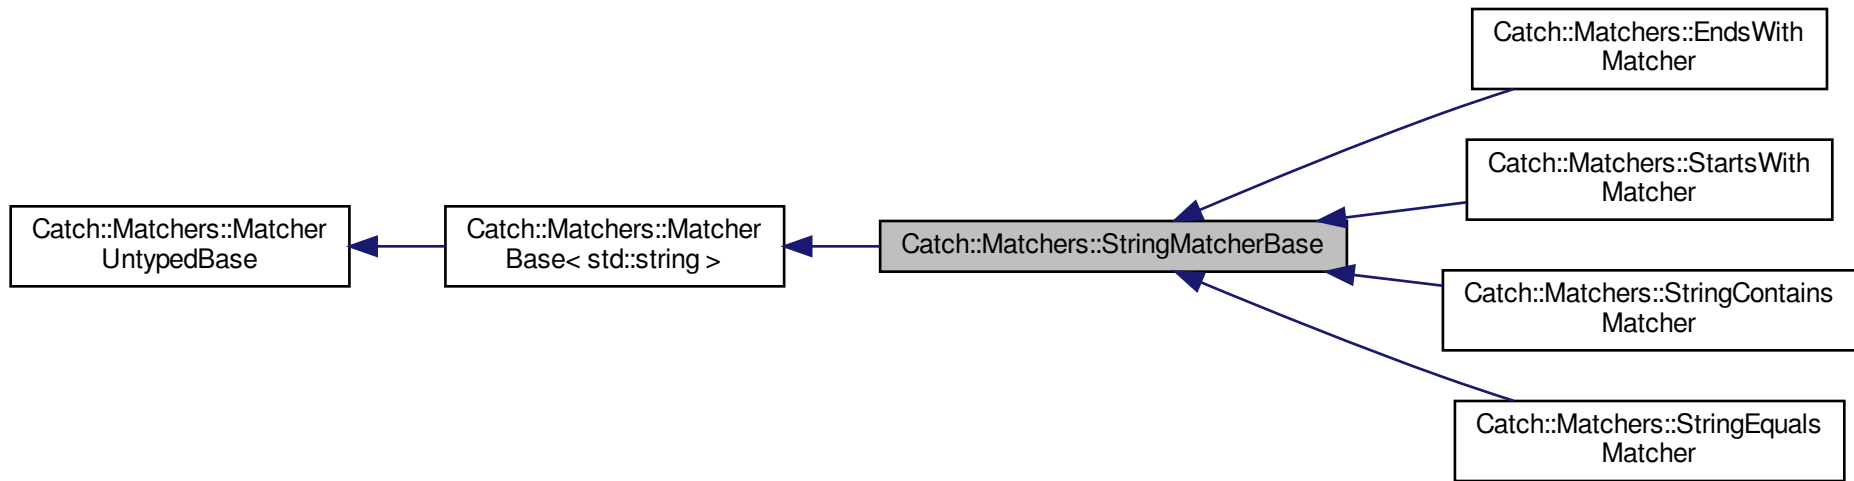 Catch::Matchers::Matcher
UntypedBase
Catch::Matchers::Matcher
Base< std::string >
Catch::Matchers::StringMatcherBase
Catch::Matchers::EndsWith
Matcher
Catch::Matchers::StartsWith
Matcher
Catch::Matchers::StringContains
Matcher
Catch::Matchers::StringEquals
Matcher